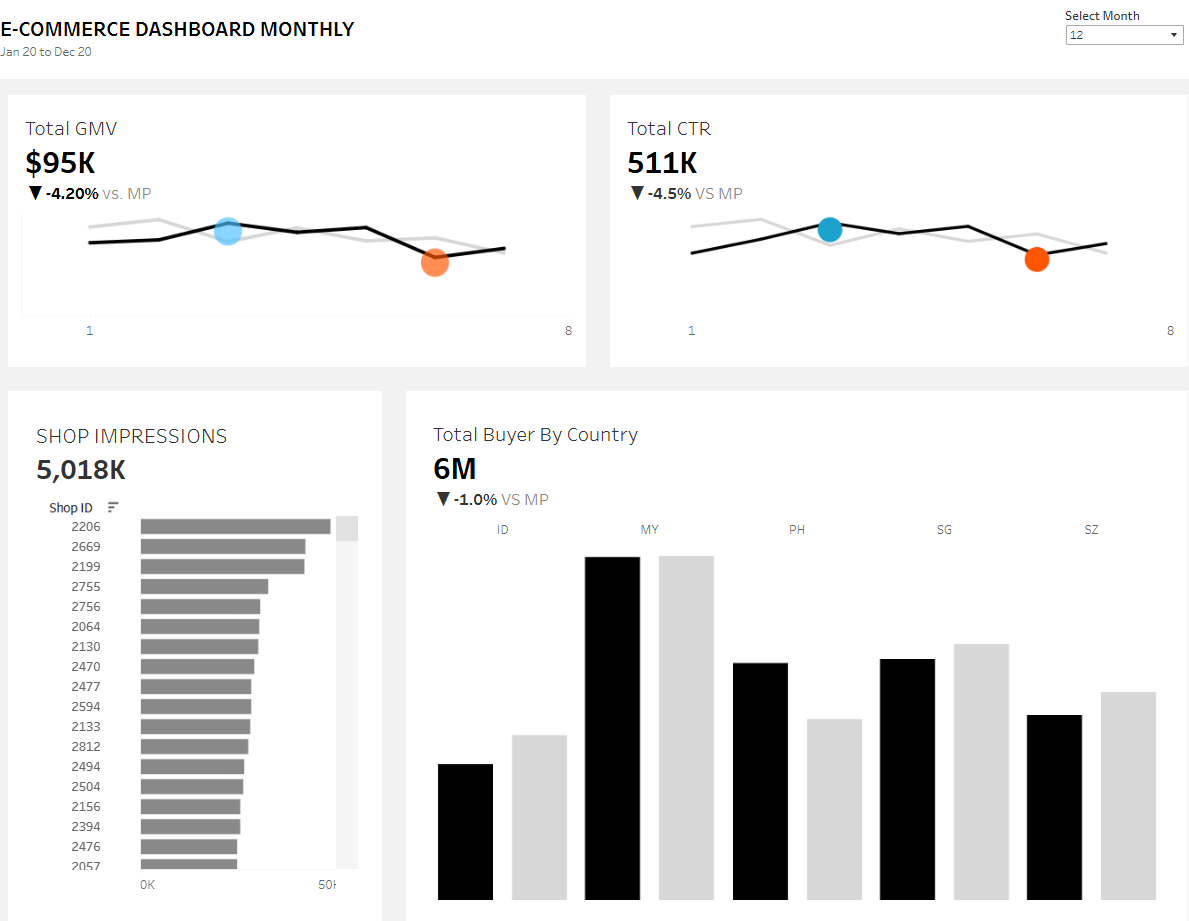 E-COMMERCE DASHBOARD MONTHLY
Jan 20 to Dec 20
Select Month
12
Total GMV
$95K
▼ -4.20% vs. MP
1 8
Total CTR
511K
▼ -4.5% VS MP
1 8
SHOP IMPRESSIONS
5,018K
Shop ID
2206
2669
2199
2755
2756
2064
2130
2470
2477
2594
2133
2812
2494
2504
2156
2394
2476
2057
0K 50
Total Buyer By Country
6M
▼ -1.0% VS MP
ID MY PH SG SZ